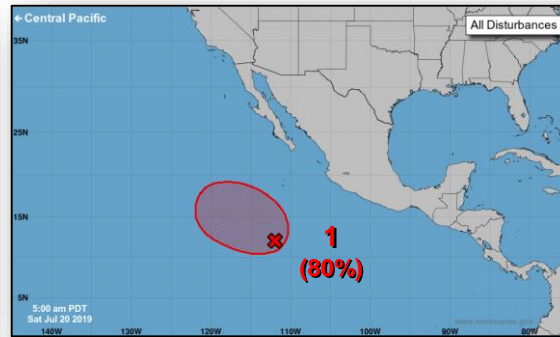 ←Central Pacific
All Disturbances
35N
25N
15N
1
(80%)
5N
5:00 am PDT
Sat Jul 20 2019
www.hurricanes.gov
140W 130W 120W 110W 100W 90W 80W